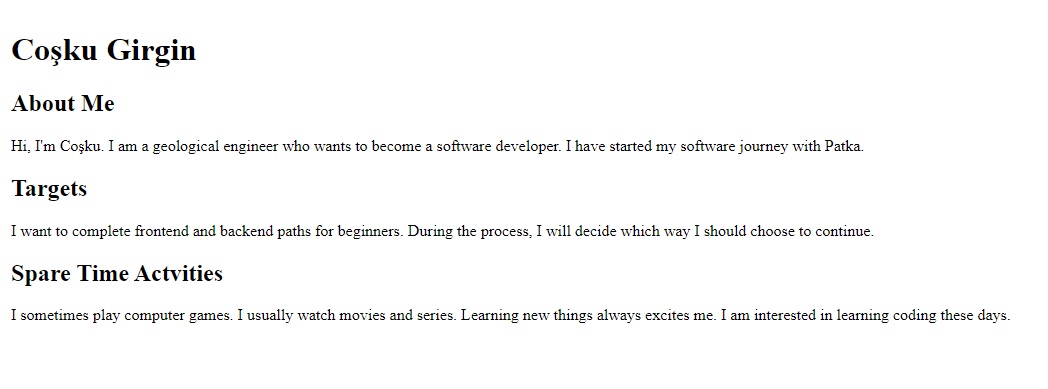 Coşku Girgin
About Me
Hi, I'm Coşku. I am a geological engineer who wants to become a software developer. I have started my software journey with Patka.
Targets
I want to complete frontend and backend paths for beginners. During the process, I will decide which way I should choose to continue.
Spare Time Actvities
I sometimes play computer games. I usually watch movies and series. Learning new things always excites me. I am interested in learning coding these days.